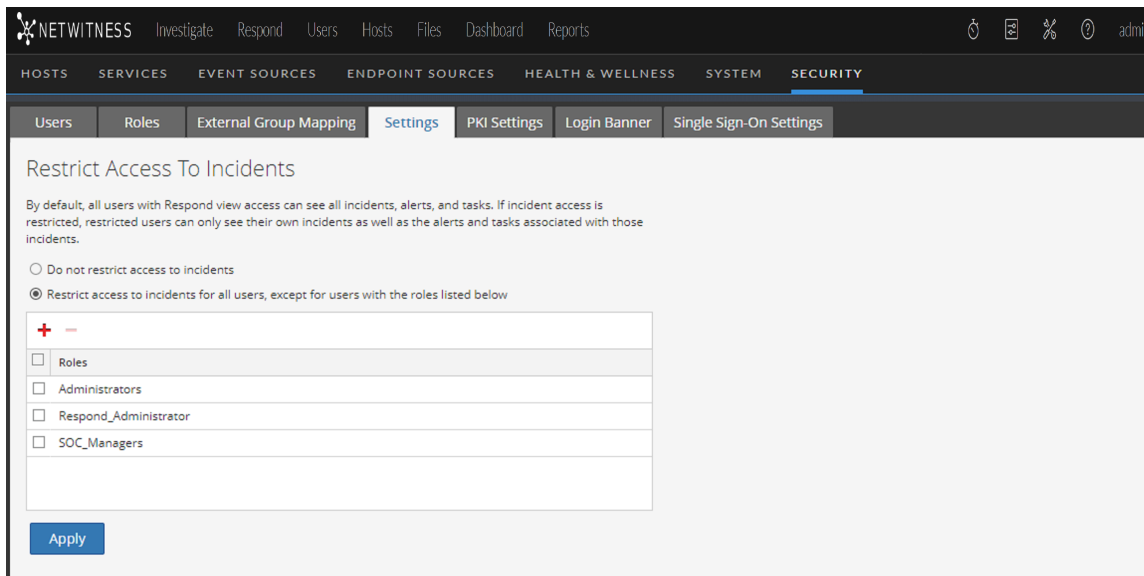 NETWITNESS Investigate Respond Users Hosts Files Dashboard Reports
HOSTS SERVICES EVENT SOURCES ENDPOINT SOURCES HEALTH & WELLNESS SYSTEM SECURITY
Users Roles External Group Mapping Settings PKI Settings Login Banner Single Sign-On Settings
Restrict Access To Incidents
By default, all users with Respond view access can see all incidents, alerts, and tasks. If incident access is
restricted, restricted users can only see their own incidents as well as the alerts and tasks associated with those
incidents.
Do not restrict access to incidents
Restrict access to incidents for all users, except for users with the roles listed below
Roles
Administrators
Respond_Administrator
SOC_Managers
Apply